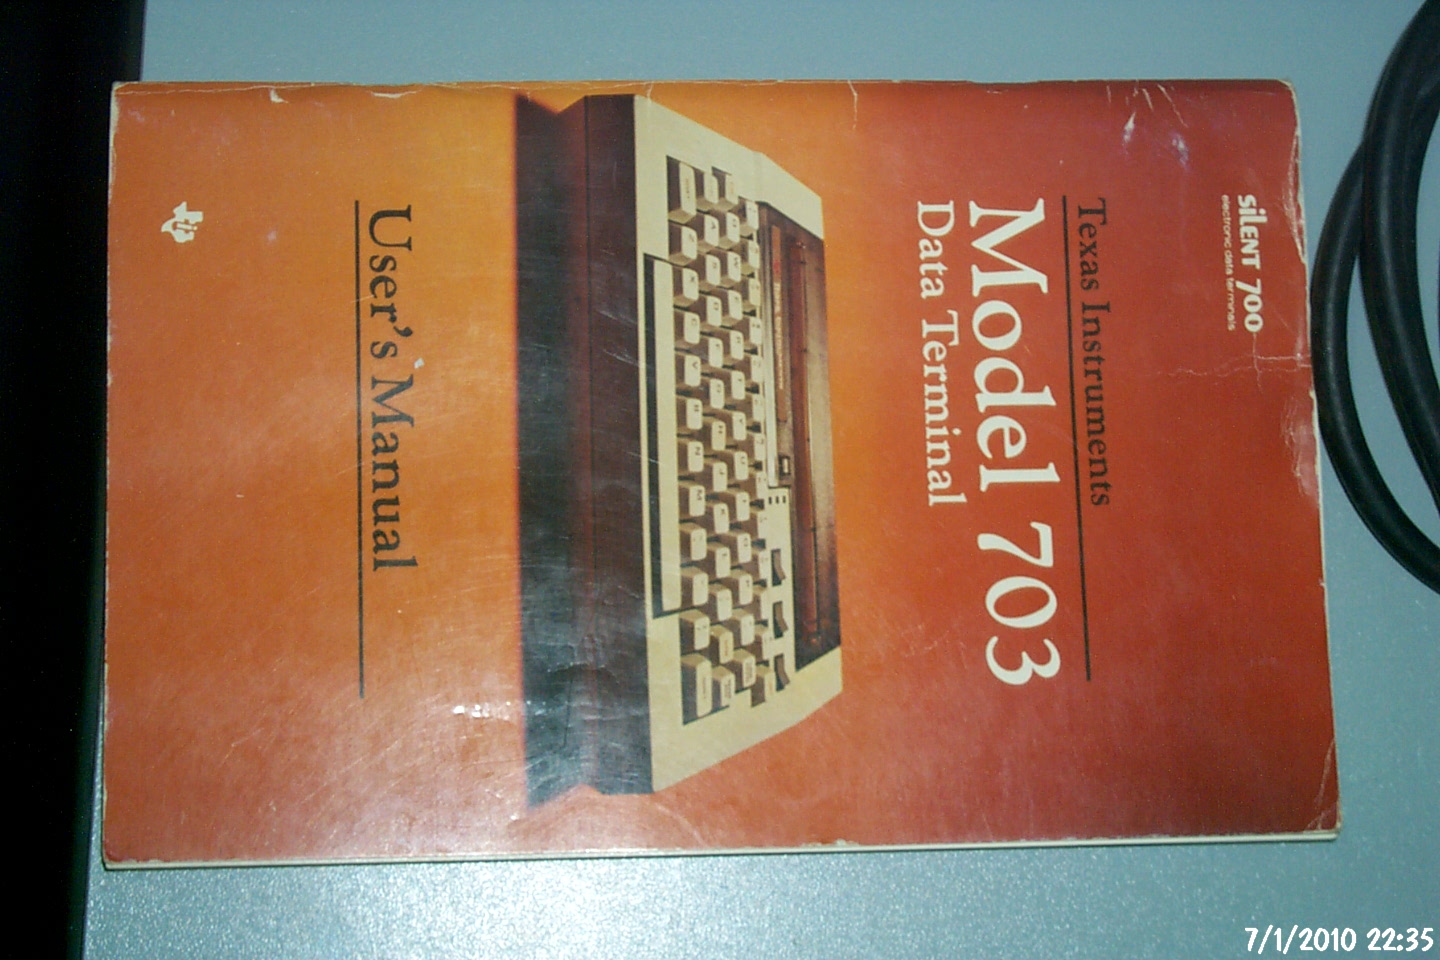 SILENT 700
electronic data terminals
Texas Instruments
Model 703
Data Terminal
User's Manual
7/1/2010 22:35